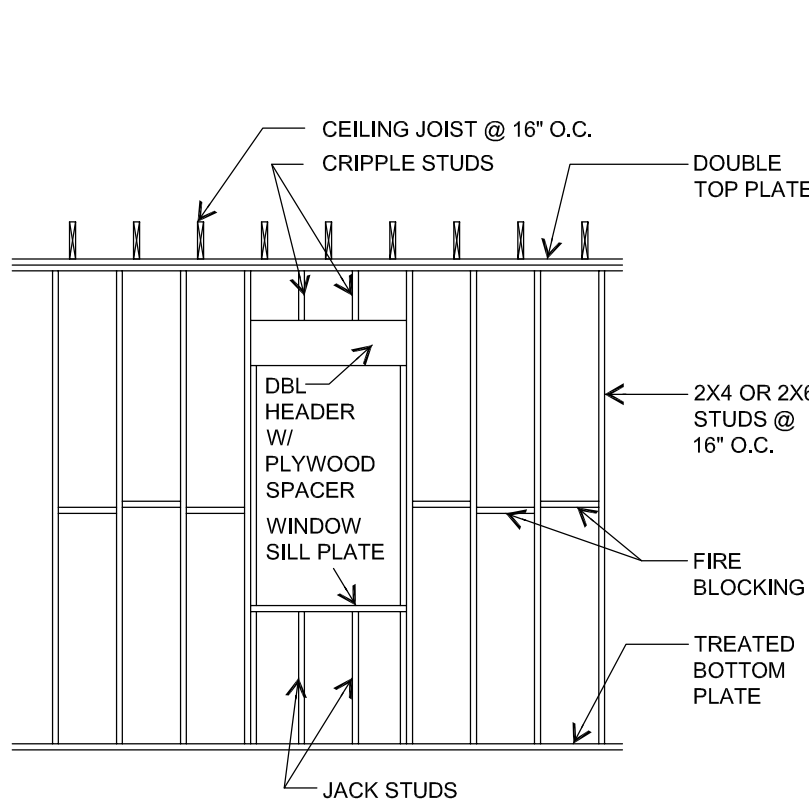 CEILING JOIST @ 16" O.C.
CRIPPLE STUDS
DOUBLE
TOP PLATE
DBL
HEADER
W/
PLYWOOD
SPACER
2X4 OR 2X6
STUDS @
16" O.C.
WINDOW
SILL PLATE
FIRE
BLOCKING
TREATED
BOTTOM
PLATE
JACK STUDS